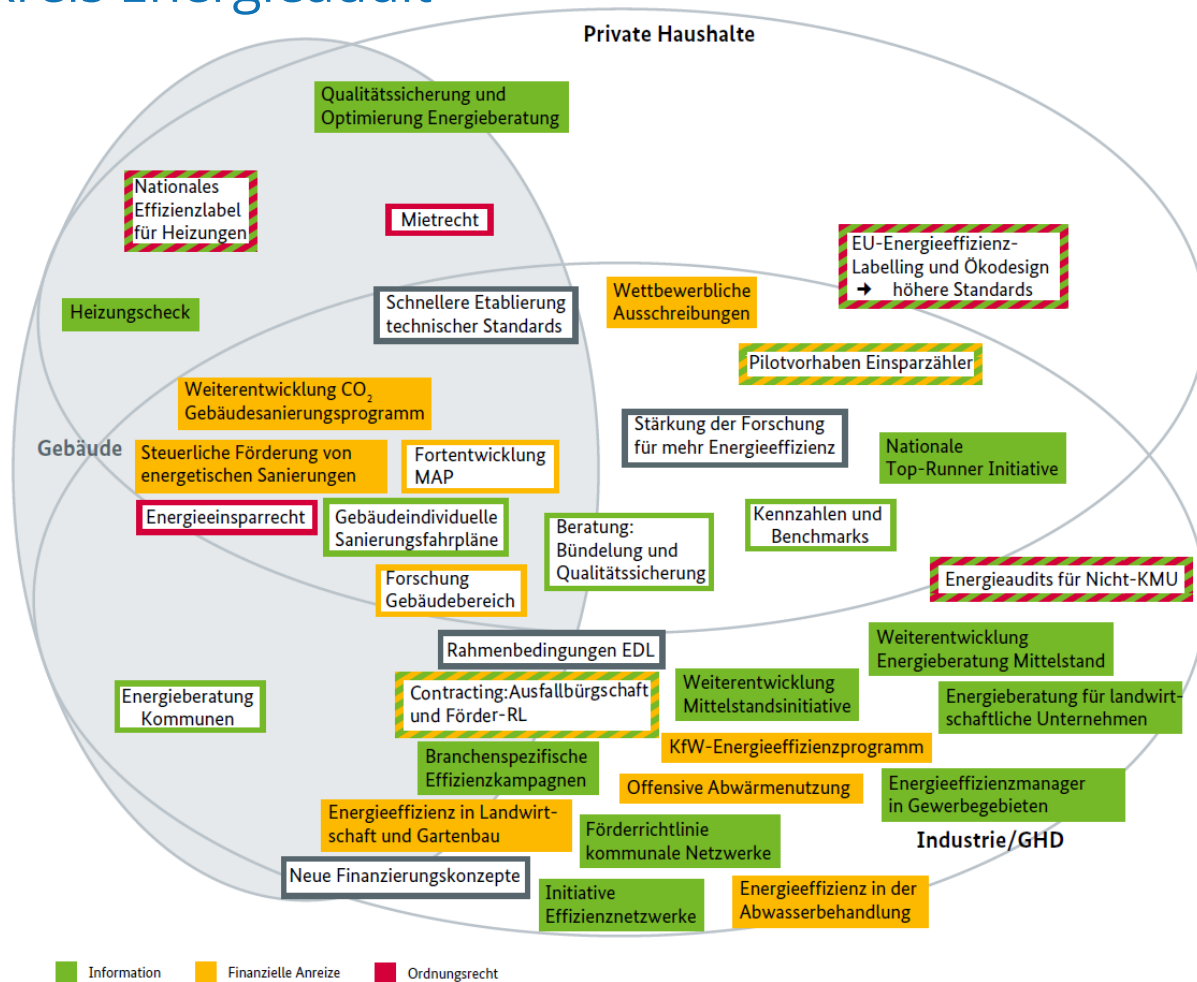 Energieaudit
Private Haushalte
Qualitätssicherung und
Optimierung Energieberatung
Nationales
Effizienzlabel
für Heizungen
Mietrecht
EU-Energieeffizienz-
Labelling und Ökodesign
→ höhere Standards
Heizungscheck
Schnellere Etablierung
technischer Standards
Wettbewerbliche
Ausschreibungen
Pilotvorhaben Einsparzähler
Weiterentwicklung CO₂
Gebäudesanierungsprogramm
Stärkung der Forschung
für mehr Energieeffizienz
Nationale
Top-Runner Initiative
Gebäude
Steuerliche Förderung von
energetischen Sanierungen
Fortentwicklung
MAP
Energieeinsparrecht
Gebäudeindividuelle
Sanierungsfahrpläne
Beratung:
Bündelung und
Qualitätssicherung
Kennzahlen und
Benchmarks
Forschung
Gebäudebereich
Energieaudits für Nicht-KMU
Rahmenbedingungen EDL
Weiterentwicklung
Energieberatung Mittelstand
Energieberatung
Kommunen
Contracting:Ausfallbürgschaft
und Förder-RL
Weiterentwicklung
Mittelstandsinitiative
Energieberatung für landwirt-
schaftliche Unternehmen
Branchenspezifische
Effizienzkampagnen
KfW-Energieeffizienzprogramm
Offensive Abwärmenutzung
Energieeffizienzmanager
in Gewerbegebieten
Energieeffizienz in Landwirt-
schaft und Gartenbau
Förderrichtlinie
kommunale Netzwerke
Industrie/GHD
Neue Finanzierungskonzepte
Initiative
Effizienznetzwerke
Energieeffizienz in der
Abwasserbehandlung
Information
Finanzielle Anreize
Ordnungsrecht